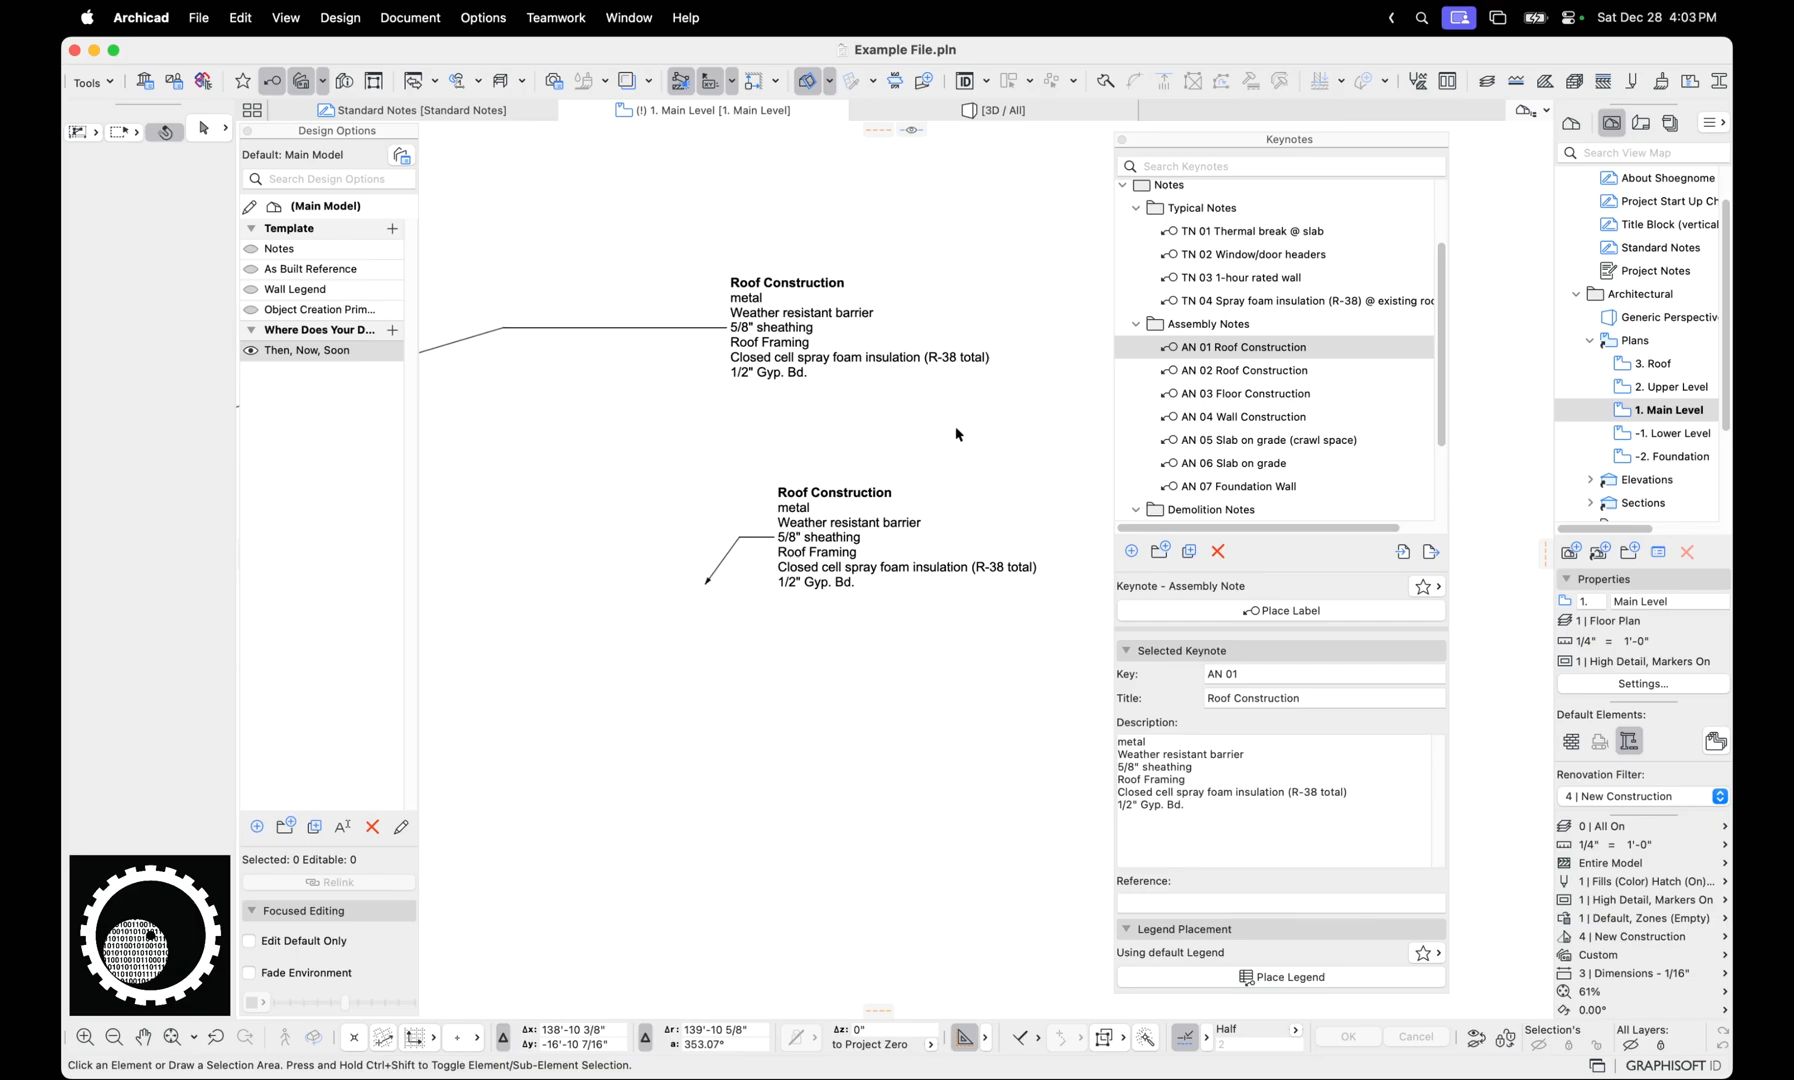 Archicad File Edit View Design Document Options Teamwork Window Help
Sat Dec 28 4:03 PM
Example File.pln
Tools
Standard Notes [Standard Notes]
(!) 1. Main Level [1. Main Level]
[3D / All]
Design Options
Default: Main Model
Search Design Options
(Main Model)
Template
Notes
As Built Reference
Wall Legend
Object Creation Prim...
Where Does Your D...
Then, Now, Soon
Selected: 0 Editable: 0
Relink
Focused Editing
Edit Default Only
Fade Environment
Roof Construction
metal
Weather resistant barrier
5/8" sheathing
Roof Framing
Closed cell spray foam insulation (R-38 total)
1/2" Gyp. Bd.
Roof Construction
metal
Weather resistant barrier
5/8" sheathing
Roof Framing
Closed cell spray foam insulation (R-38 total)
1/2" Gyp. Bd.
Keynotes
Search Keynotes
Notes
Typical Notes
TN 01 Thermal break @ slab
TN 02 Window/door headers
TN 03 1-hour rated wall
TN 04 Spray foam insulation (R-38) @ existing roo
Assembly Notes
AN 01 Roof Construction
AN 02 Roof Construction
AN 03 Floor Construction
AN 04 Wall Construction
AN 05 Slab on grade (crawl space)
AN 06 Slab on grade
AN 07 Foundation Wall
Demolition Notes
Keynote - Assembly Note
Place Label
Selected Keynote
Key: AN 01
Title: Roof Construction
Description:
metal
Weather resistant barrier
5/8" sheathing
Roof Framing
Closed cell spray foam insulation (R-38 total)
1/2" Gyp. Bd.
Reference:
Legend Placement
Using default Legend
Place Legend
Search View Map
About Shoegnome
Project Start Up Ch
Title Block (vertical
Standard Notes
Project Notes
Architectural
Generic Perspectiv
Plans
3. Roof
2. Upper Level
1. Main Level
-1. Lower Level
-2. Foundation
Elevations
Sections
Properties
1. Main Level
1 | Floor Plan
1/4" = 1'-0"
1 | High Detail, Markers On
Settings...
Default Elements:
Renovation Filter:
4 | New Construction
0 | All On
1/4" = 1'-0"
Entire Model
1 | Fills (Color) Hatch (On)...
1 | High Detail, Markers On
1 | Default, Zones (Empty)
4 | New Construction
Custom
3 | Dimensions - 1/16"
61%
0.00°
Δx: 138'-10 3/8"
Δy: -16'-10 7/16"
Δr: 139'-10 5/8"
a: 353.07°
Δz: 0"
to Project Zero
Half
2
OK
Cancel
Selection's
All Layers:
Click an Element or Draw a Selection Area. Press and Hold Ctrl+Shift to Toggle Element/Sub-Element Selection.
GRAPHISOFT ID